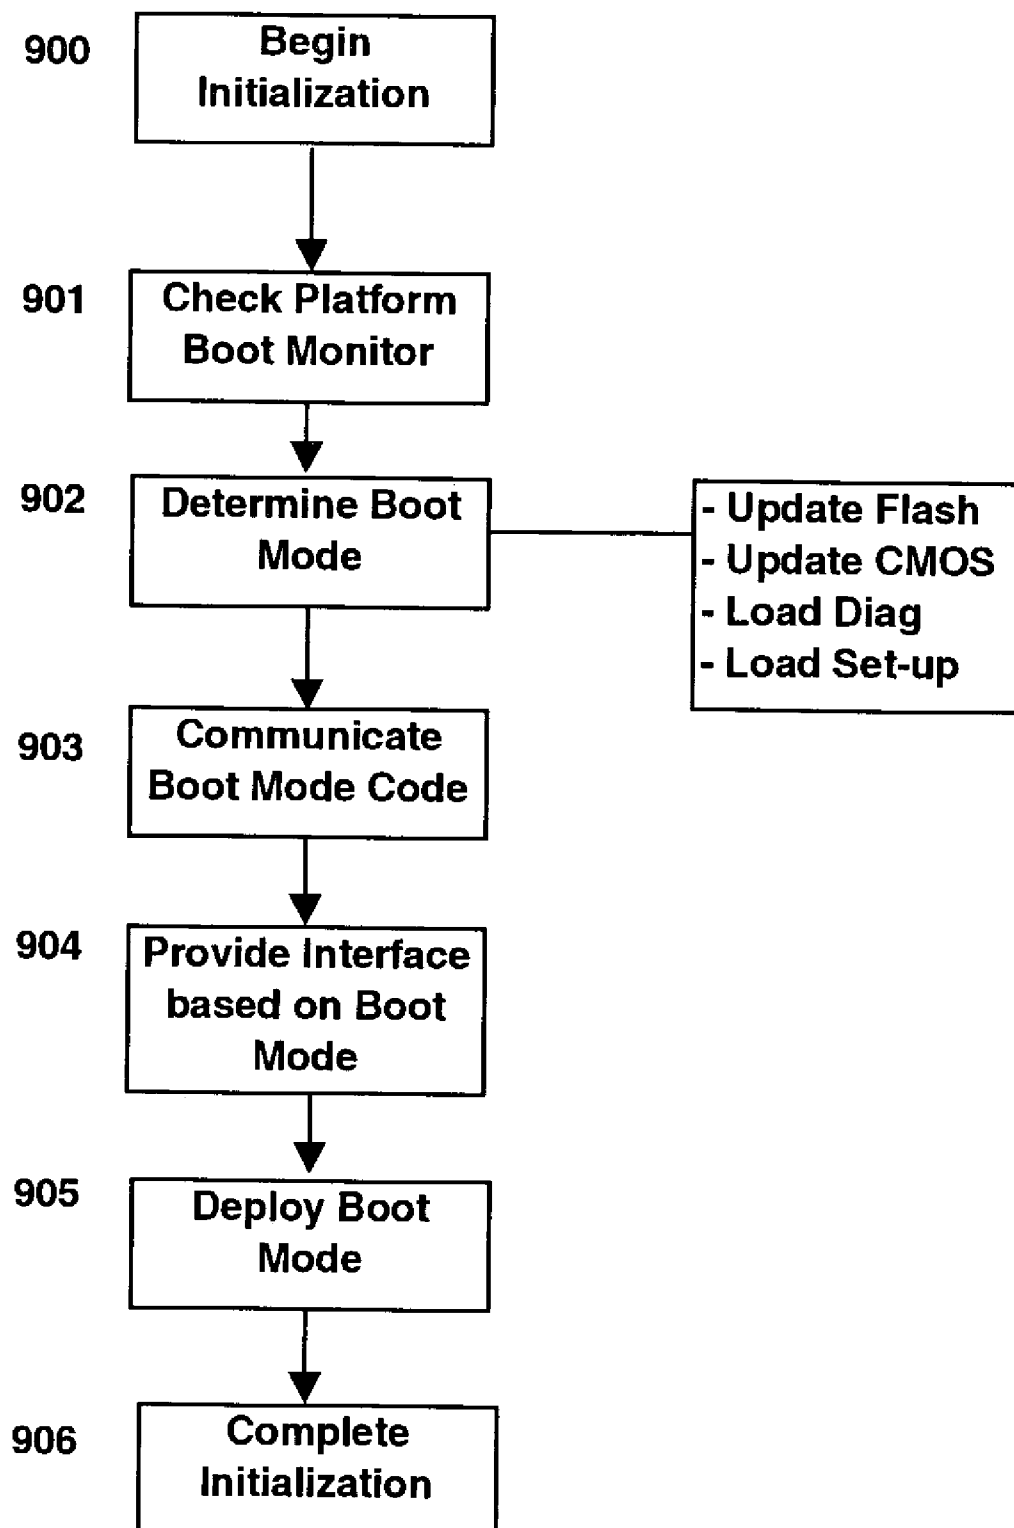 900
Begin
Initialization
901
Check Platform
Boot Monitor
902
Determine Boot
Mode
- Update Flash
- Update CMOS
- Load Diag
- Load Set-up
903
Communicate
Boot Mode Code
904
Provide Interface
based on Boot
Mode
905
Deploy Boot
Mode
906
Complete
Initialization